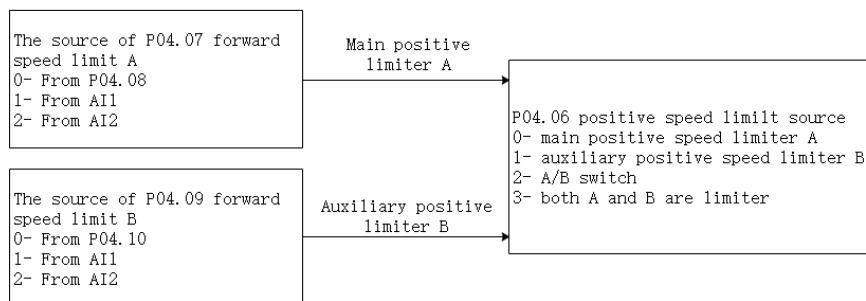 The source of P04.07 forward
speed limit A
0- From P04.08
1- From AI1
2- From AI2
Main positive
limiter A
The source of P04.09 forward
speed limit B
0- From P04.10
1- From AI1
2- From AI2
Auxiliary positive
limiter B
P04.06 positive speed limilt source
0- main positive speed limiter A
1- auxiliary positive speed limiter B
2- A/B switch
3- both A and B are limiter